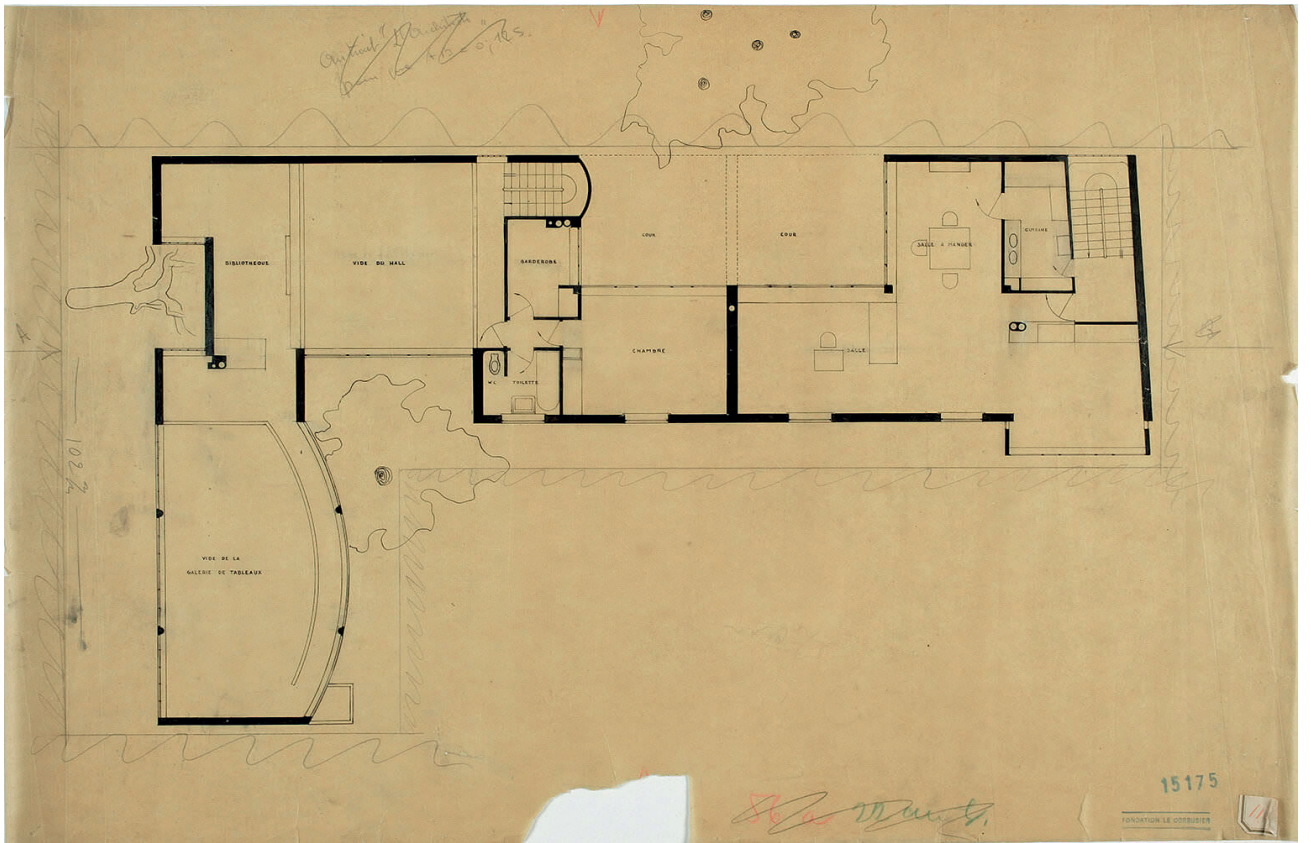 BIBLIOTHEQUE
VIDE DU HALL
GARDEROBE
COUR
COUR
SALLE A MANGER
CUISINE
W.C.
TOILETTE
CHAMBRE
SALLE
VIDE DE LA
GALERIE DE TABLEAUX
15175
FONDATION LE CORBUSIER